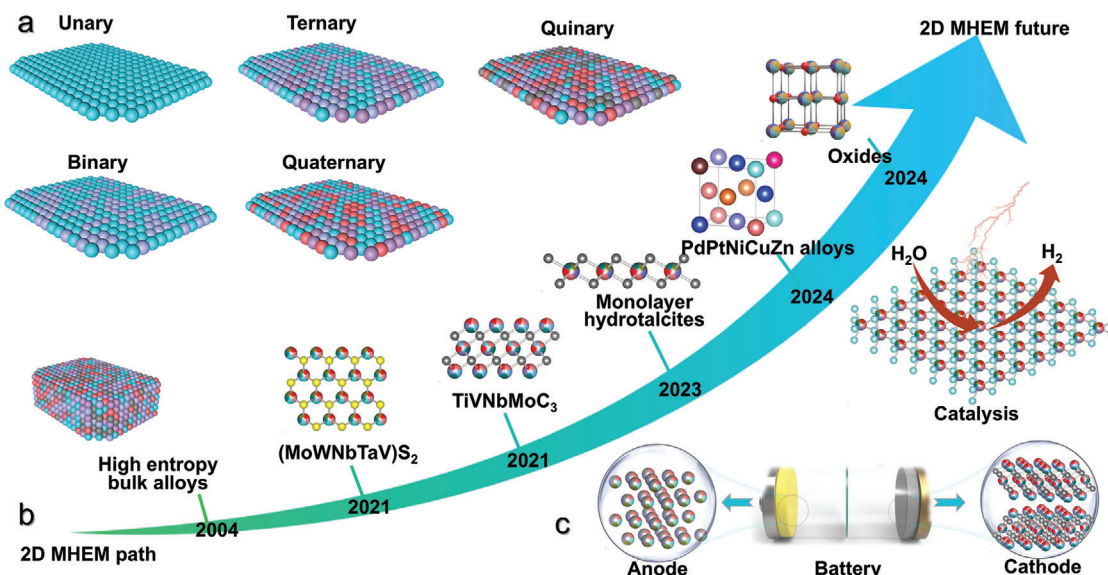 a
Unary
Ternary
Quinary
2D MHEM future
Binary
Quaternary
Oxides
2024
PdPtNiCuZn alloys
2024
H₂O
H₂
Monolayer
hydrotalcites
2023
Catalysis
TiVNbMoC₃
2021
(MoWNbTaV)S₂
2021
High entropy
bulk alloys
2004
b
2D MHEM path
c
Anode
Battery
Cathode